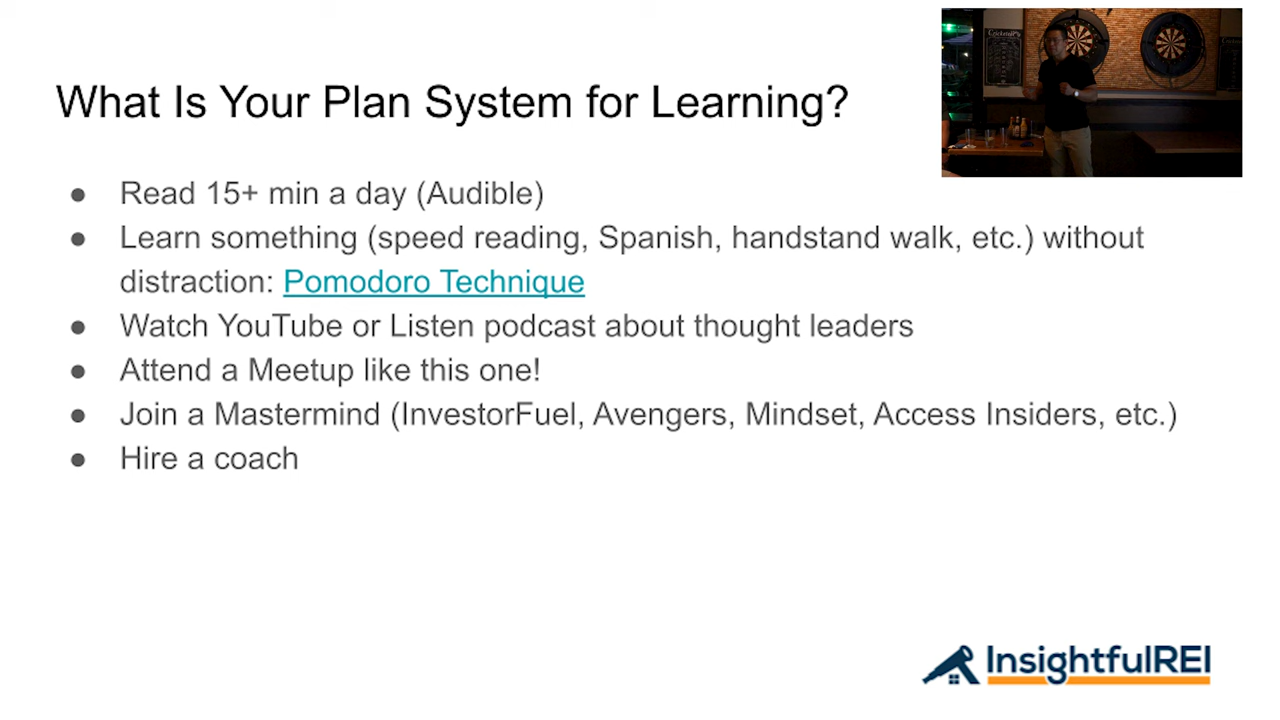 What Is Your Plan System for Learning?
● Read 15+ min a day (Audible)
● Learn something (speed reading, Spanish, handstand walk, etc.) without
distraction: Pomodoro Technique
● Watch YouTube or Listen podcast about thought leaders
● Attend a Meetup like this one!
● Join a Mastermind (InvestorFuel, Avengers, Mindset, Access Insiders, etc.)
● Hire a coach
InsightfulREI